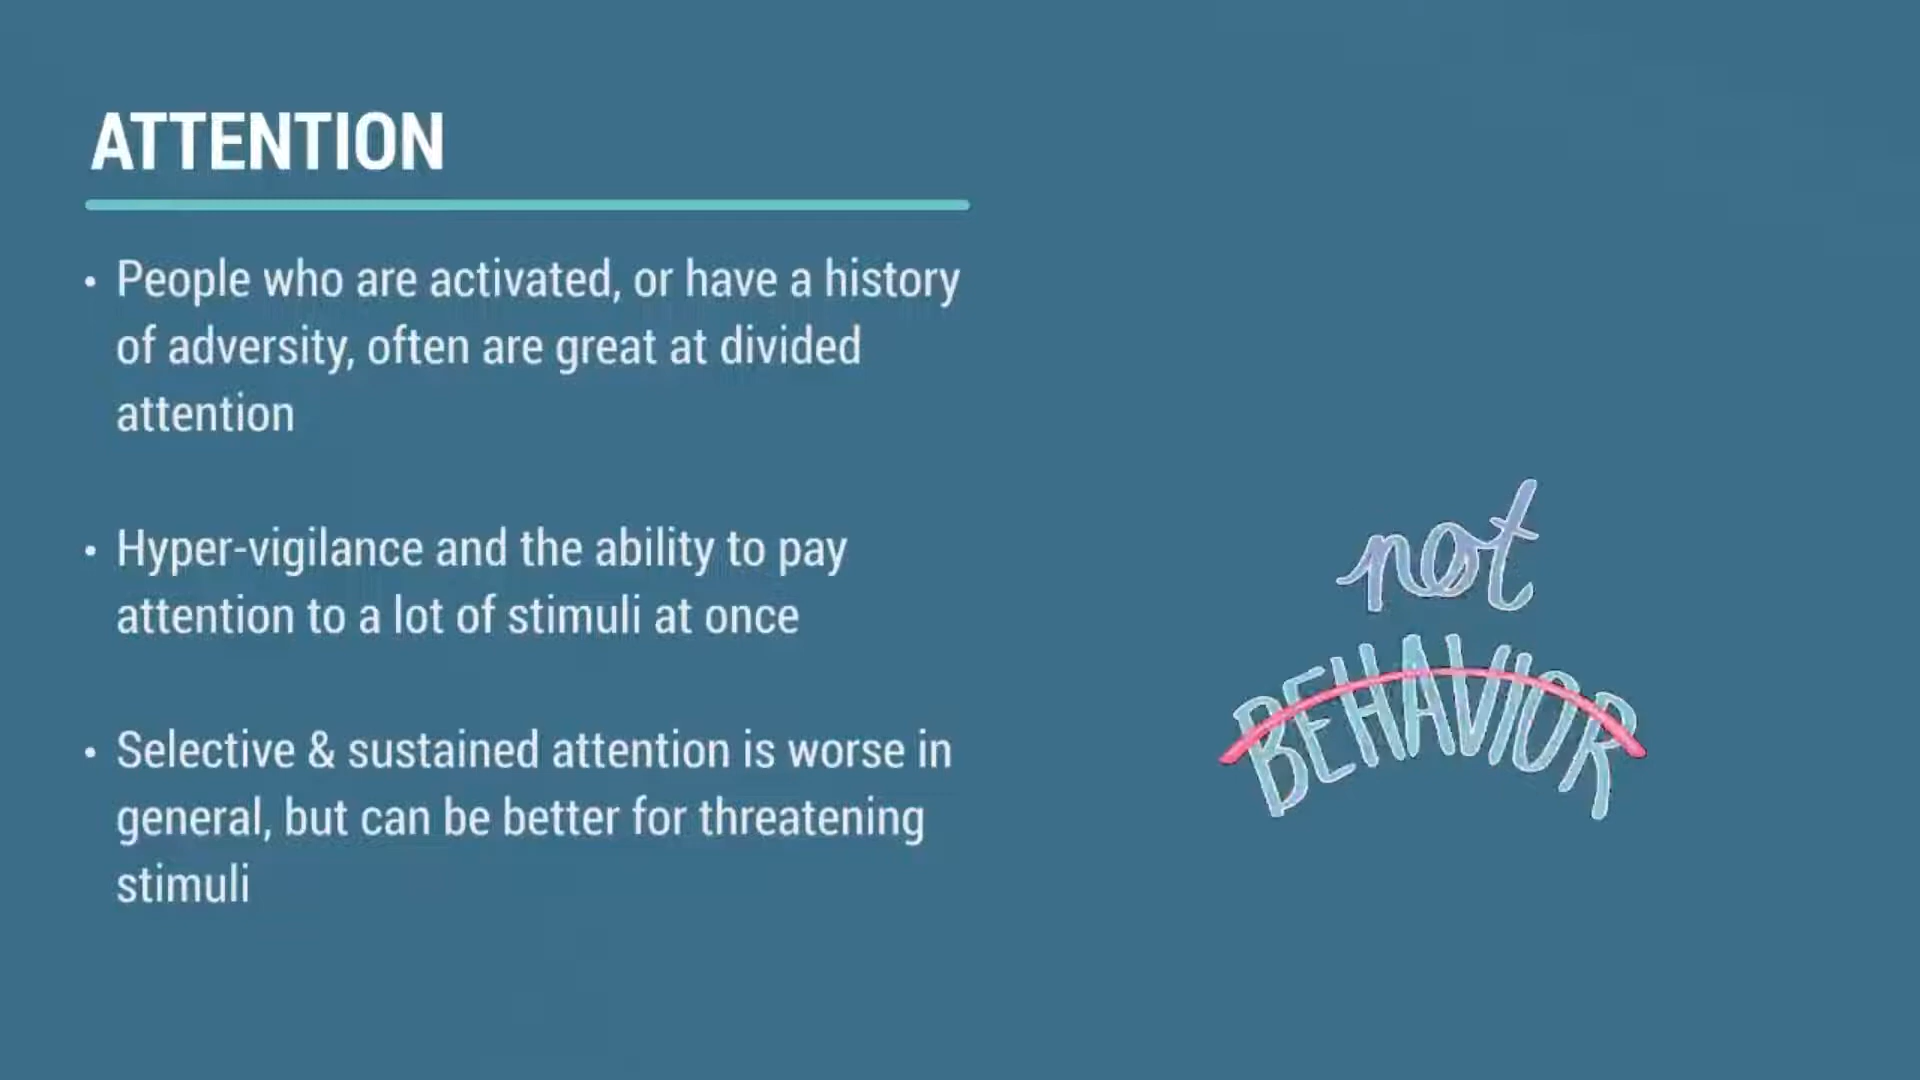 ATTENTION
• People who are activated, or have a history
of adversity, often are great at divided
attention
• Hyper-vigilance and the ability to pay
attention to a lot of stimuli at once
• Selective & sustained attention is worse in
general, but can be better for threatening
stimuli
not
BEHAVIOR